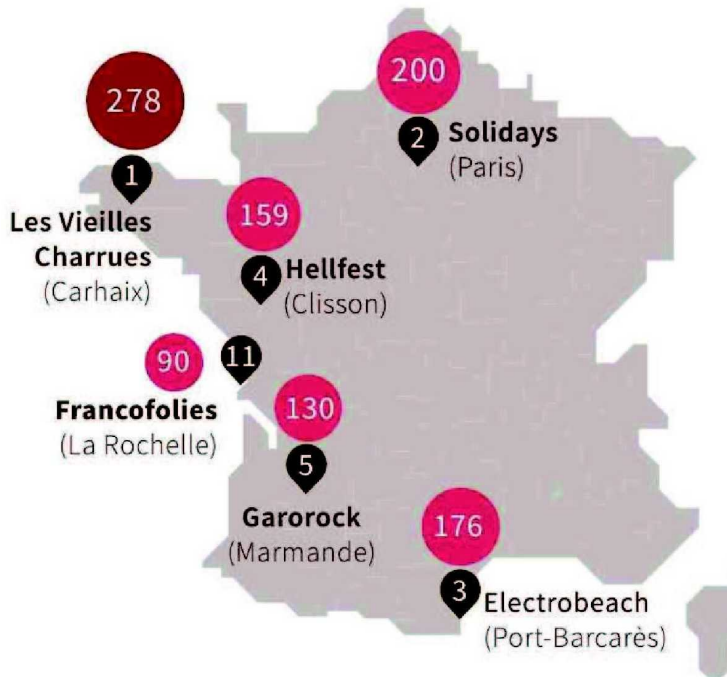 278
1
Les Vieilles
Charrues
(Carhaix)
200
2
Solidays
(Paris)
159
4
Hellfest
(Clisson)
90
11
Francofolies
(La Rochelle)
130
5
Garorock
(Marmande)
176
3
Electrobeach
(Port-Barcarès)